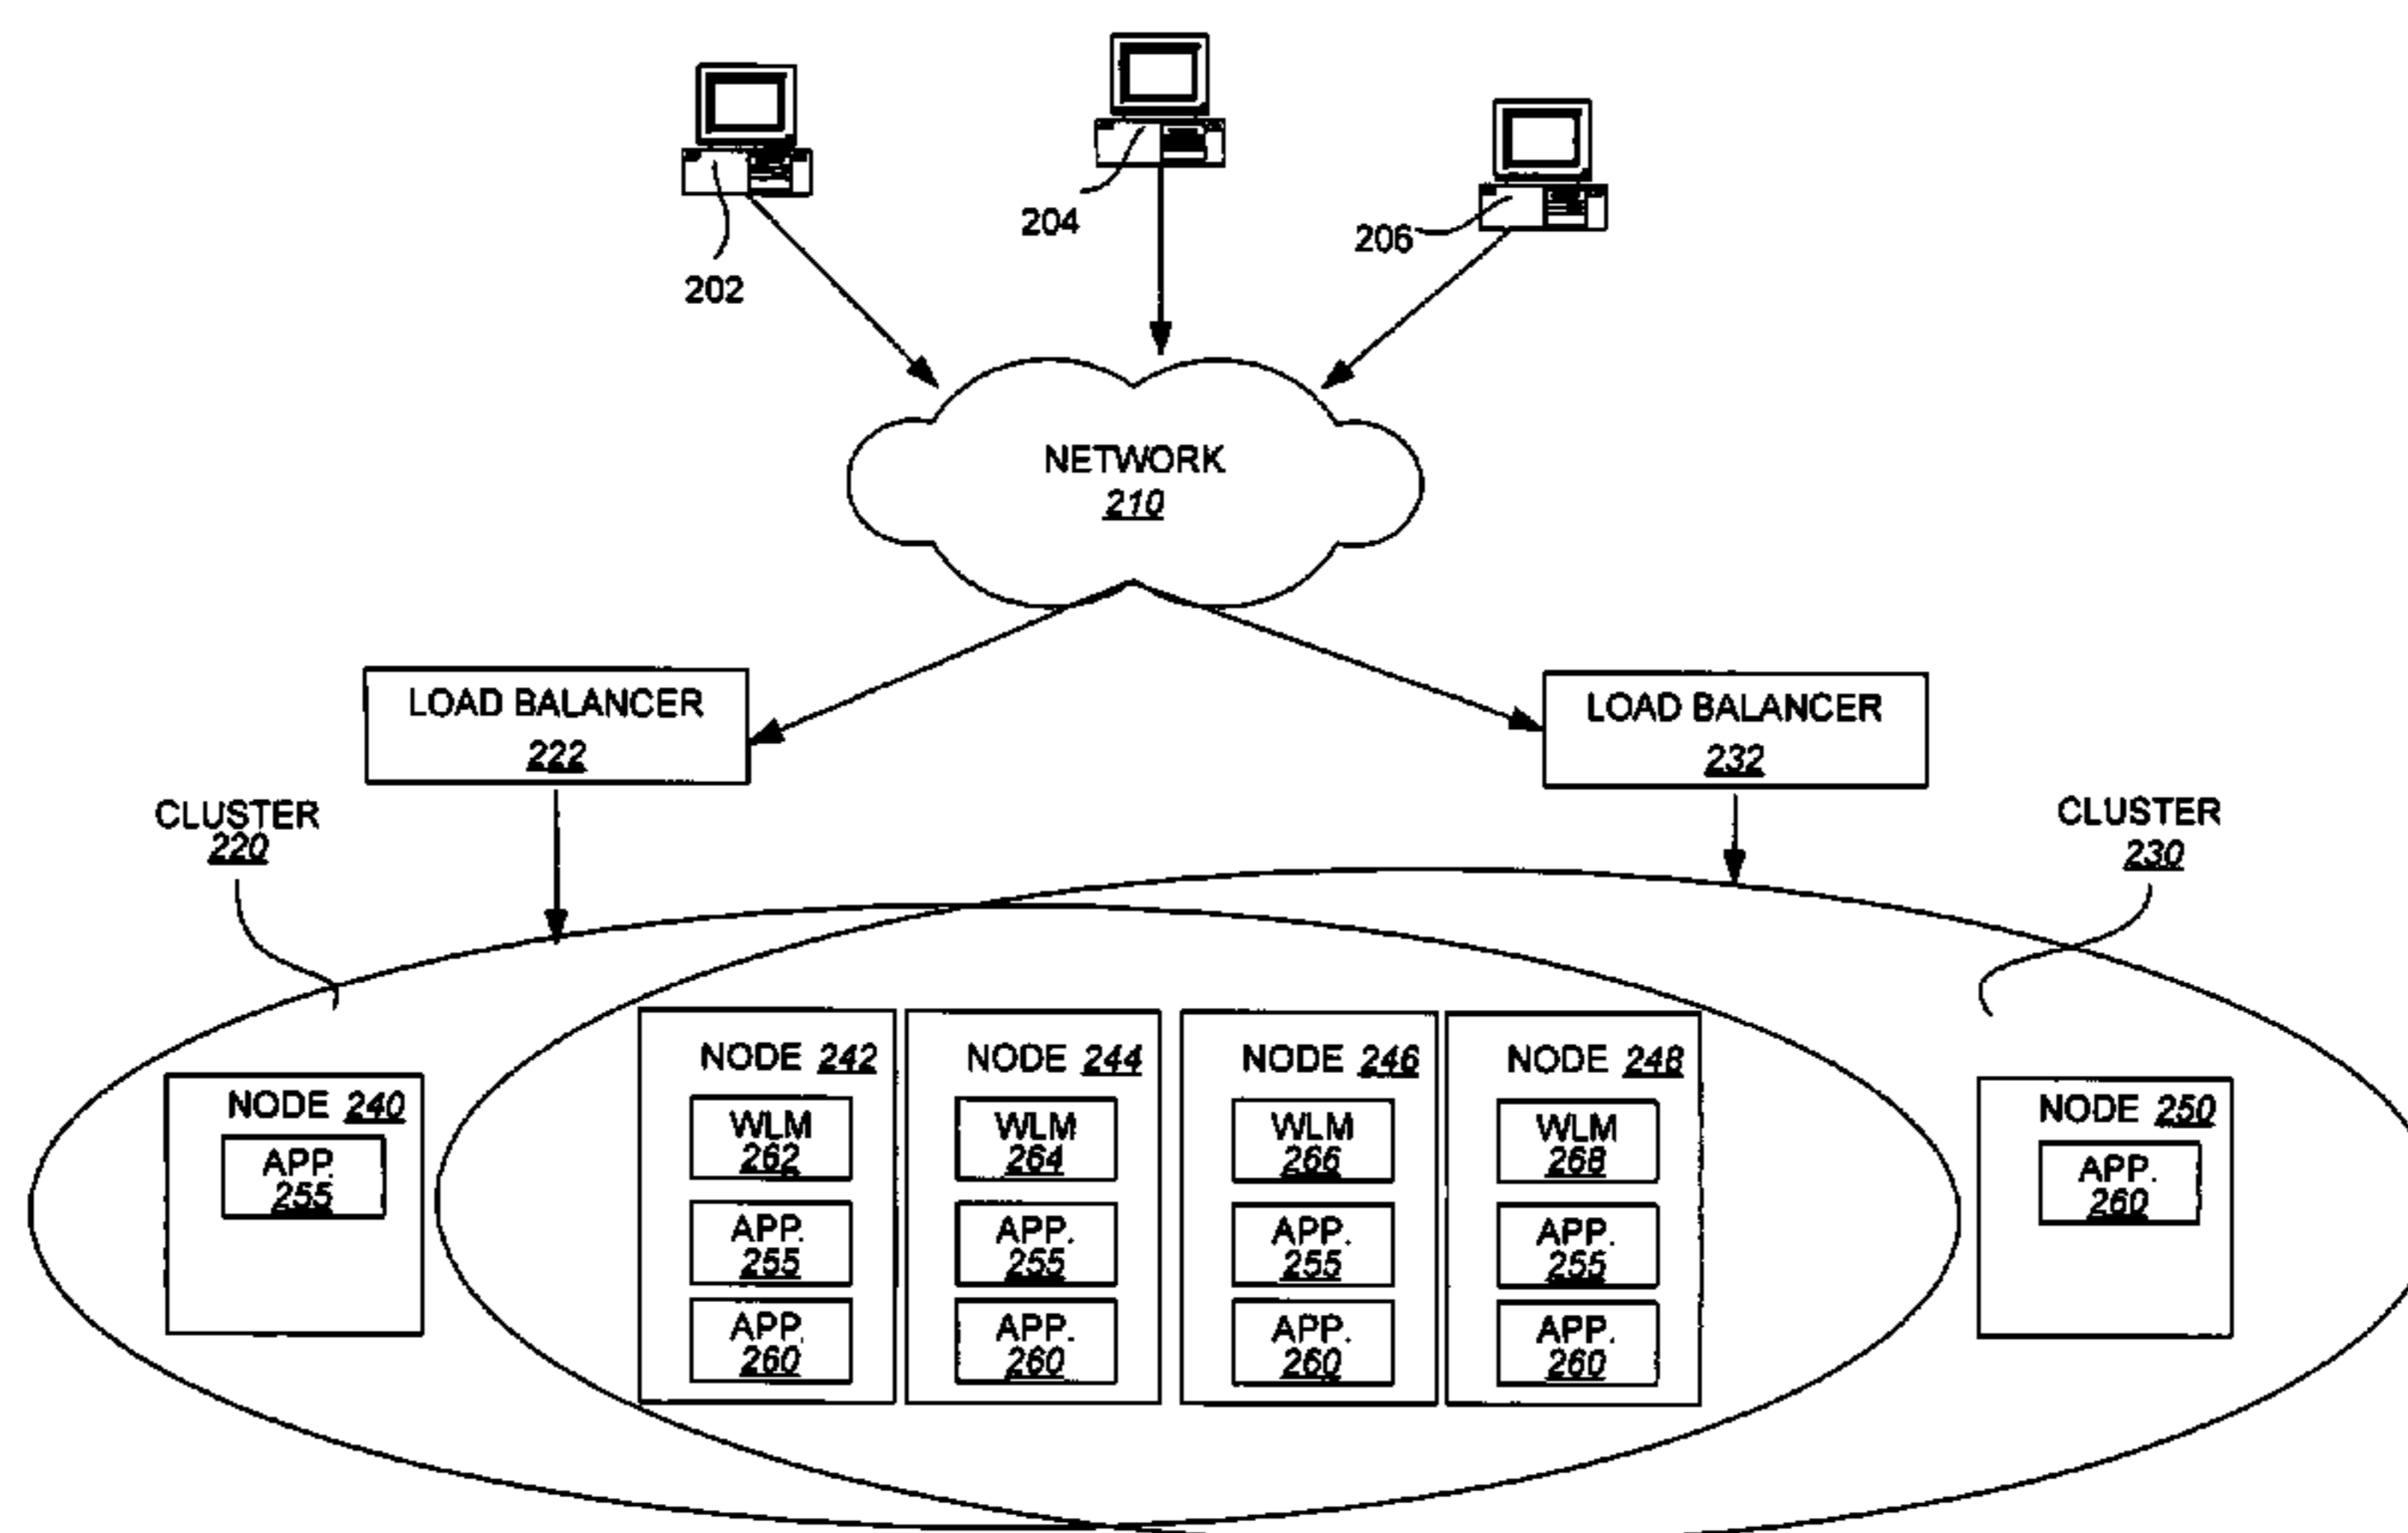 204
206
202
NETWORK
210
LOAD BALANCER
222
LOAD BALANCER
232
CLUSTER
220
CLUSTER
230
NODE 240
APP.
255
NODE 242
WLM
262
APP.
255
APP.
260
NODE 244
WLM
264
APP.
255
APP.
260
NODE 246
WLM
266
APP.
255
APP.
260
NODE 248
WLM
268
APP.
255
APP.
260
NODE 250
APP.
260